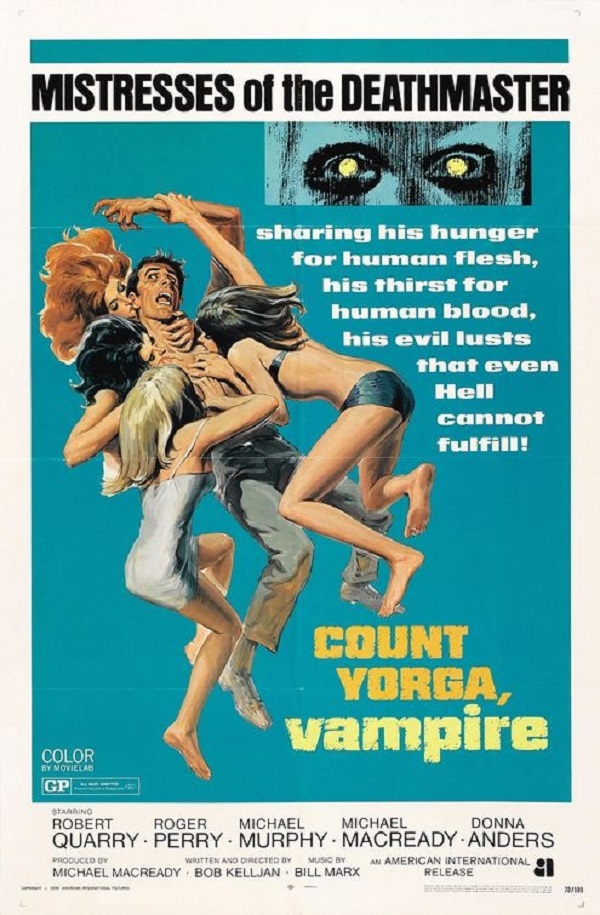 MISTRESSES of the DEATHMASTER
sharing his hunger
for human flesh,
his thirst for
human blood,
his evil lusts
that even
Hell
cannot
fulfill!
COUNT
YORGA,
vampire
COLOR
BY MOVIELAB
GP
STARRING
ROBERT QUARRY · ROGER PERRY · MICHAEL MURPHY · MICHAEL MACREADY · DONNA ANDERS
PRODUCED BY MICHAEL MACREADY · WRITTEN AND DIRECTED BY BOB KELLJAN · MUSIC BY BILL MARX
AN AMERICAN INTERNATIONAL
RELEASE
70/188